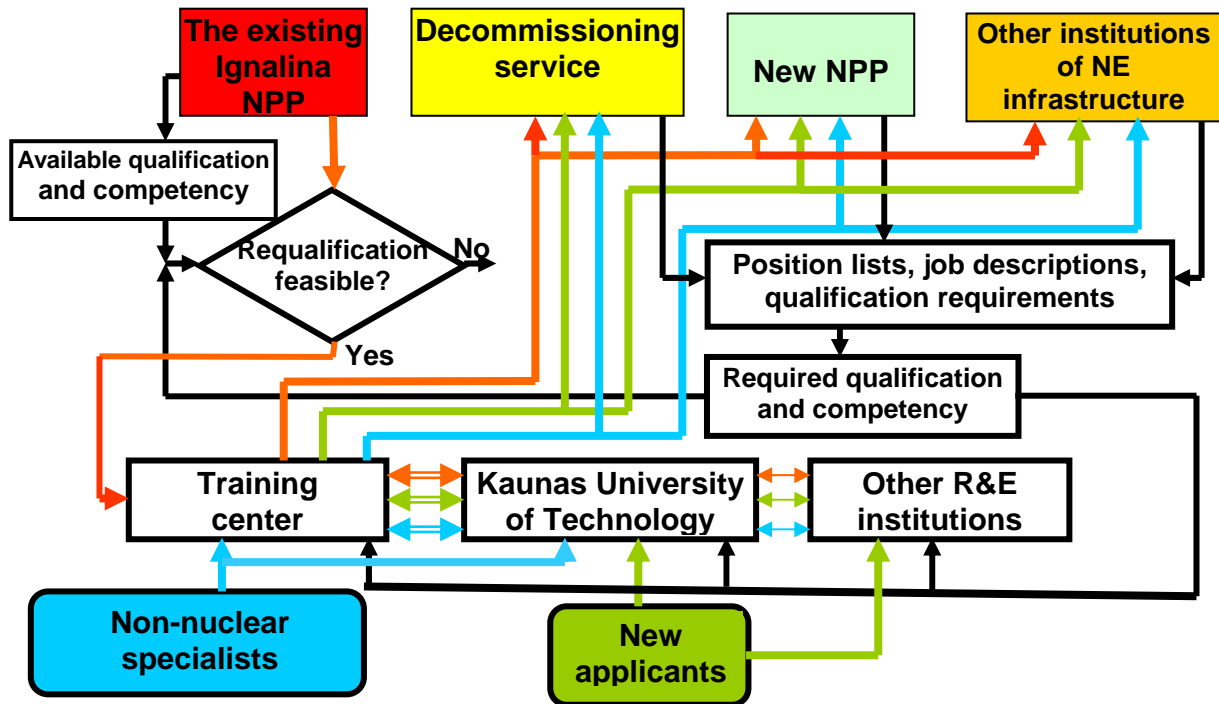 The existing
Ignalina
NPP
Decommissioning
service
New NPP
Other institutions
of NE
infrastructure
Available qualification
and competency
Requalification
feasible?
No
Yes
Position lists, job descriptions,
qualification requirements
Required qualification
and competency
Training
center
Kaunas University
of Technology
Other R&E
institutions
Non-nuclear
specialists
New
applicants